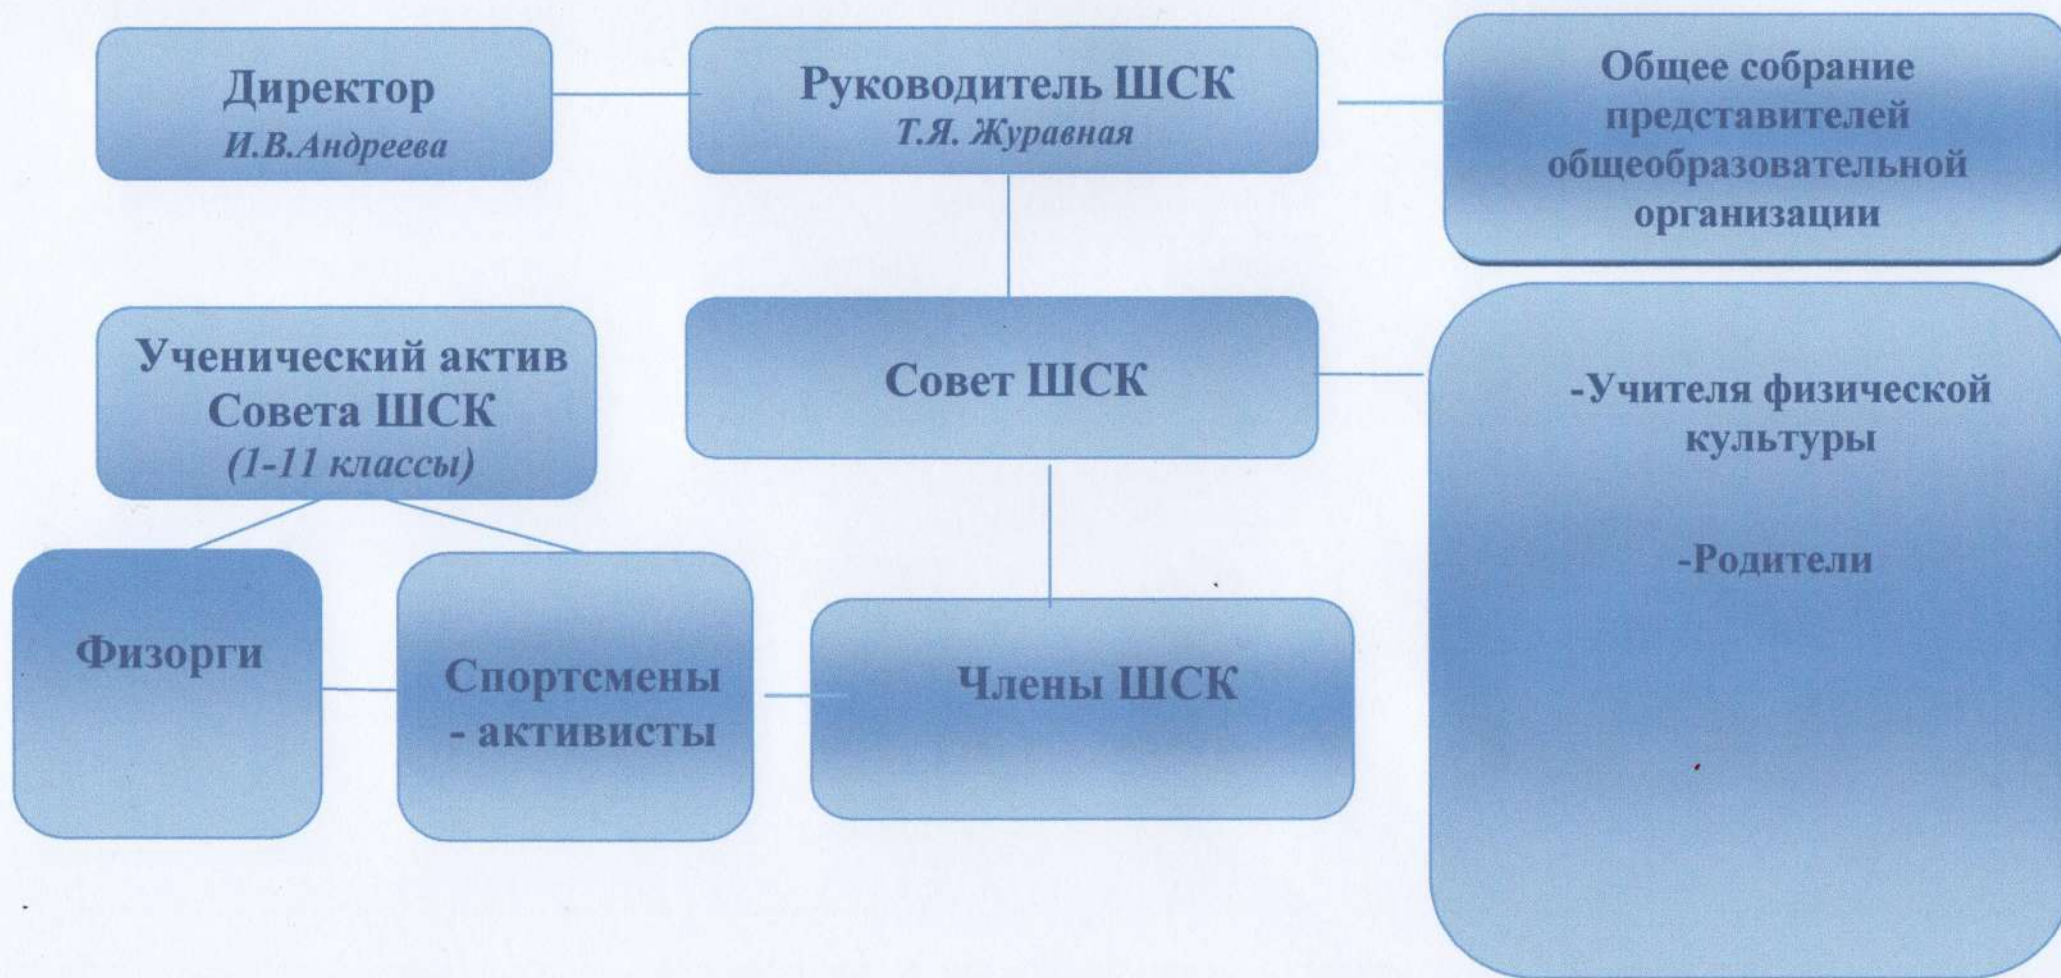 Директор
И.В.Андреева
Руководитель ШСК
Т.Я. Журавная
Общее собрание
представителей
общеобразовательной
организации
Ученический актив
Совета ШСК
(1-11 классы)
Совет ШСК
-Учителя физической
культуры
-Родители
Физорги
Спортсмены
- активисты
Члены ШСК